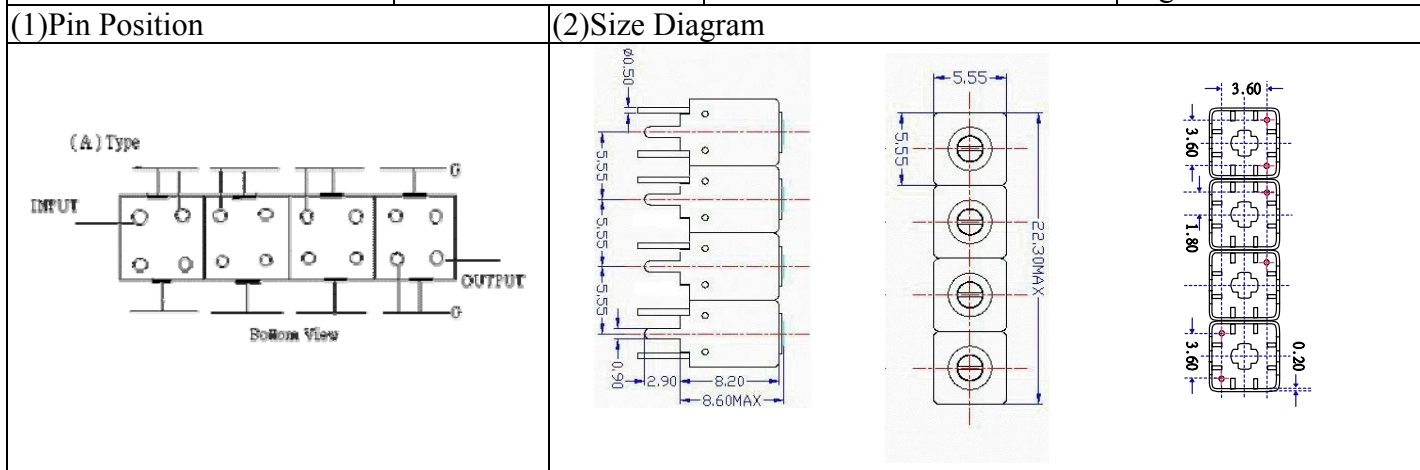 (1)Pin Position
(2)Size Diagram
(A) Type
G
INPUT
OUTPUT
G
Bottom View
ø0.50
5.55
5.55
5.55
0.90
2.90
8.20
8.60MAX
5.55
5.55
22.30MAX
3.60
3.60
1.80
3.60
0.20